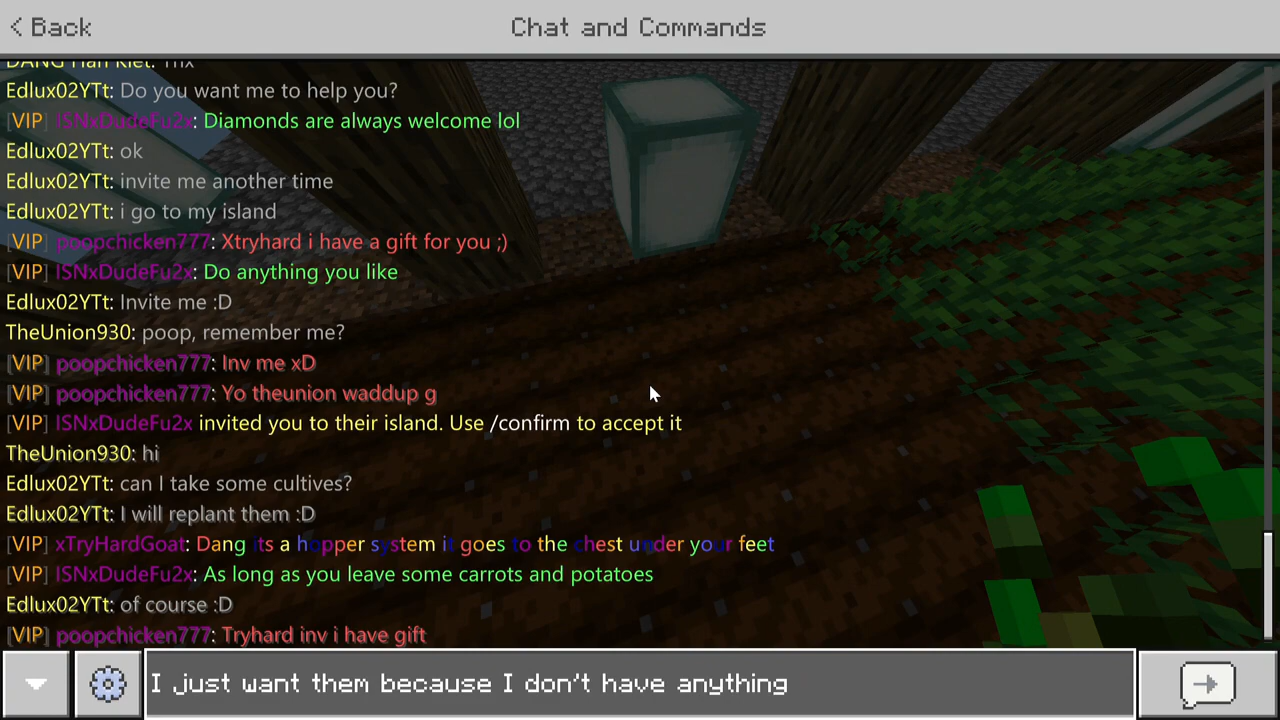 Back
Chat and Commands
Edlux02YTt: Do you want me to help you?
[VIP] ISNxDudeFu2x: Diamonds are always welcome lol
Edlux02YTt: ok
Edlux02YTt: invite me another time
Edlux02YTt: i go to my island
[VIP] poopchicken777: Xtryhard i have a gift for you ;)
[VIP] ISNxDudeFu2x: Do anything you like
Edlux02YTt: Invite me :D
TheUnion930: poop, remember me?
[VIP] poopchicken777: Inv me xD
[VIP] poopchicken777: Yo theunion waddup g
[VIP] ISNxDudeFu2x invited you to their island. Use /confirm to accept it
TheUnion930: hi
Edlux02YTt: can I take some cultives?
Edlux02YTt: I will replant them :D
[VIP] xTryHardGoat: Dang its a hopper system it goes to the chest under your feet
[VIP] ISNxDudeFu2x: As long as you leave some carrots and potatoes
Edlux02YTt: of course :D
[VIP] poopchicken777: Tryhard inv i have gift
I just want them because I don't have anything